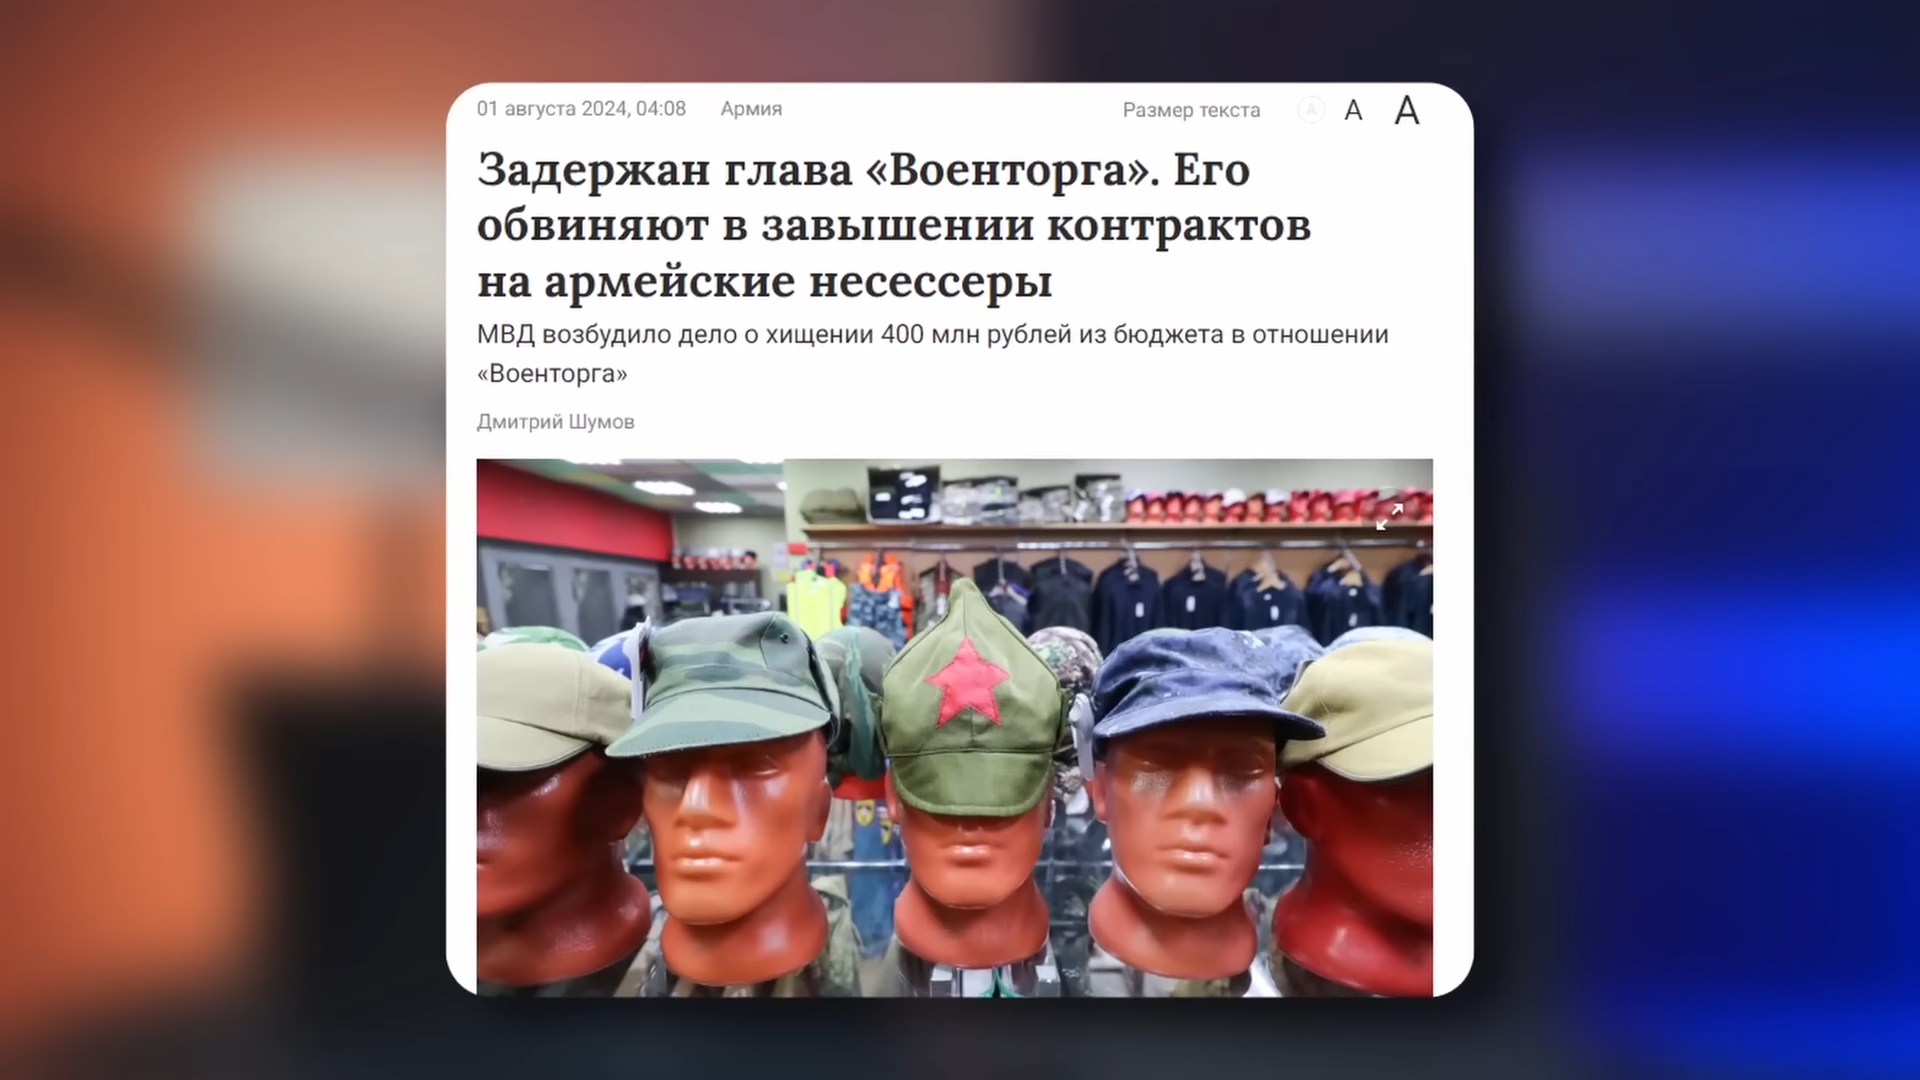 01 августа 2024, 04:08 Армия Размер текста A A A
Задержан глава «Военторга». Его
обвиняют в завышении контрактов
на армейские несессеры
МВД возбудило дело о хищении 400 млн рублей из бюджета в отношении
«Военторга»
Дмитрий Шумов